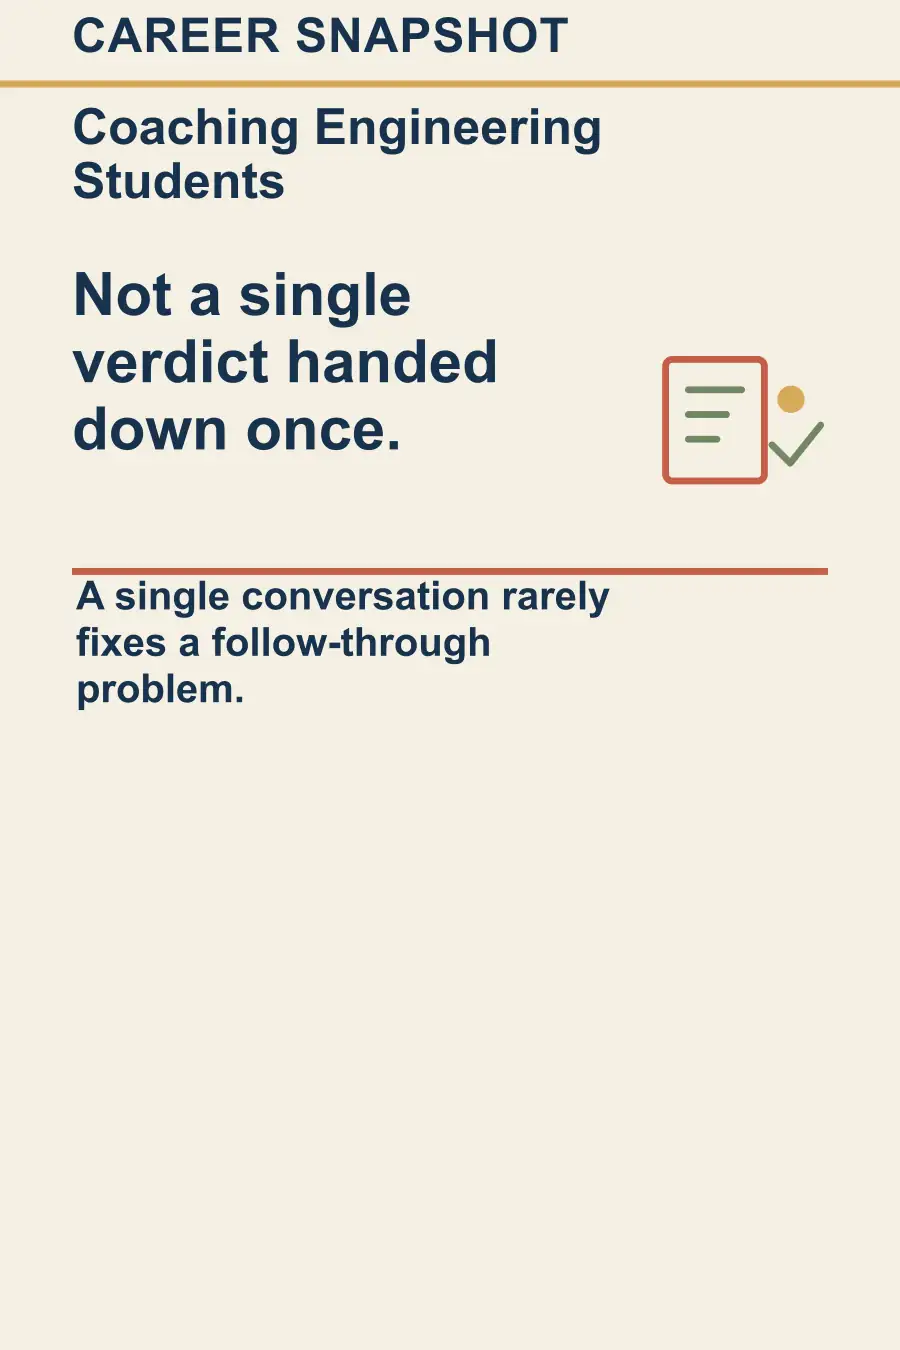 CAREER SNAPSHOT
Coaching Engineering
Students
Not a single
verdict handed
down once.
A single conversation rarely
fixes a follow-through
problem.